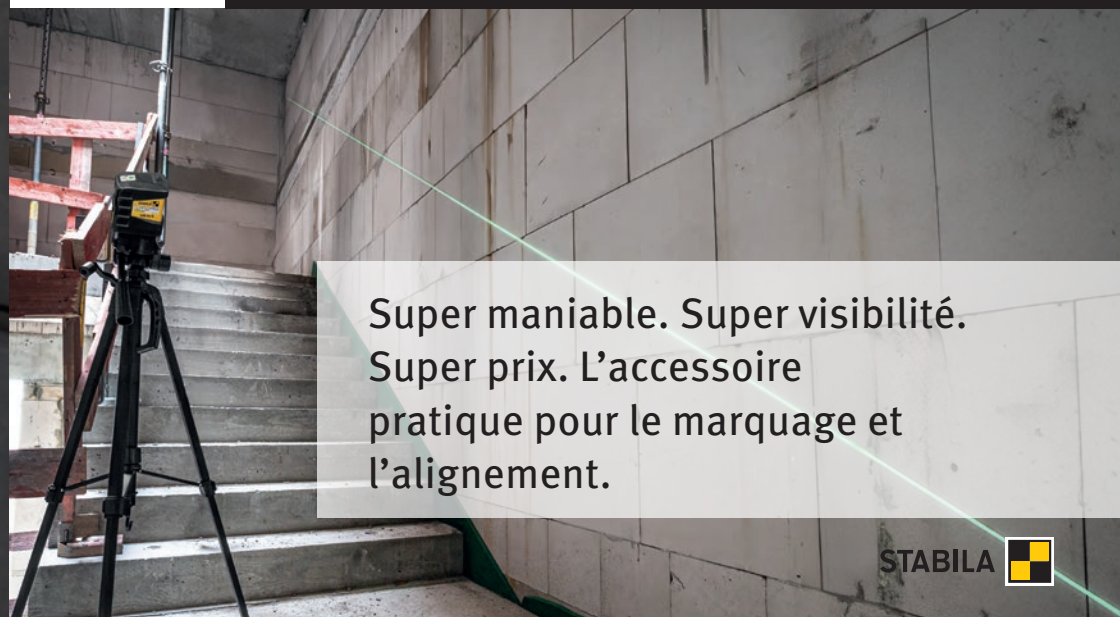 Super maniable. Super visibilité.
Super prix. L’accessoire
pratique pour le marquage et
l’alignement.
STABILA